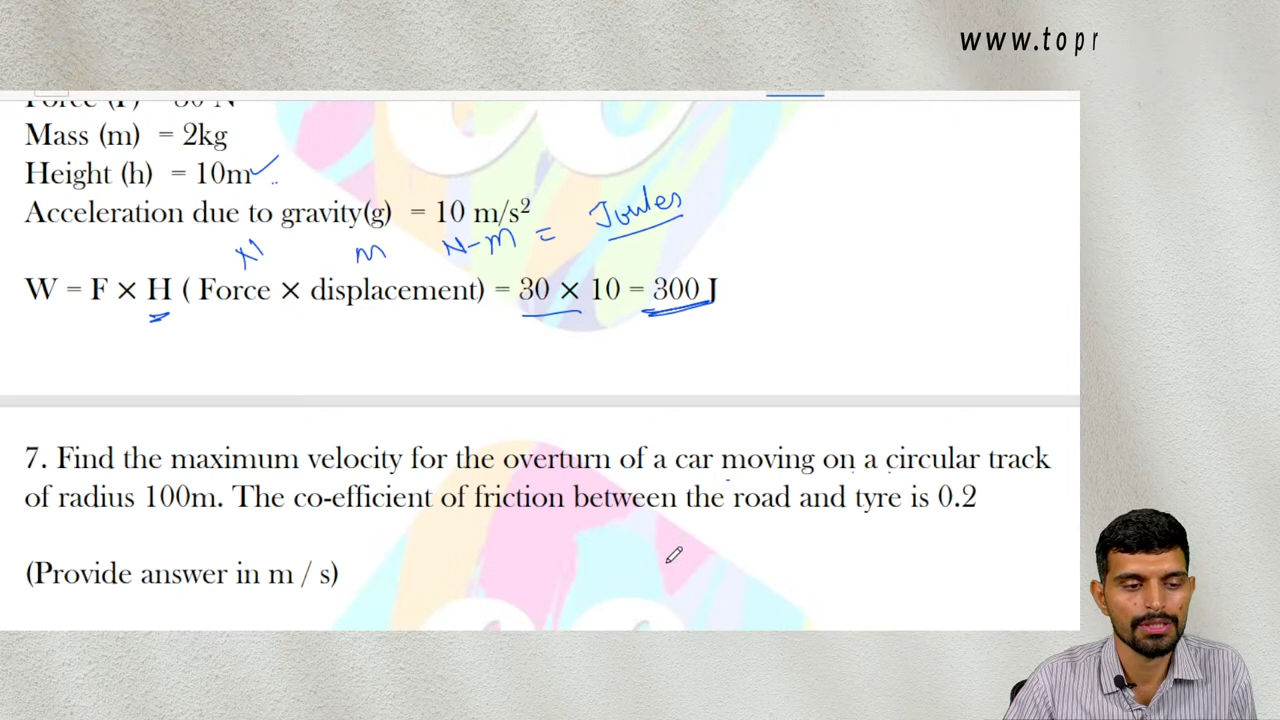 www.topr
Force (F) = 30 N
Mass (m) = 2kg
Height (h) = 10m
Acceleration due to gravity(g) = 10 m/s²
Joules
N m N-m =
W = F × H ( Force × displacement) = 30 × 10 = 300 J
7. Find the maximum velocity for the overturn of a car moving on a circular track
of radius 100m. The co-efficient of friction between the road and tyre is 0.2
(Provide answer in m / s)